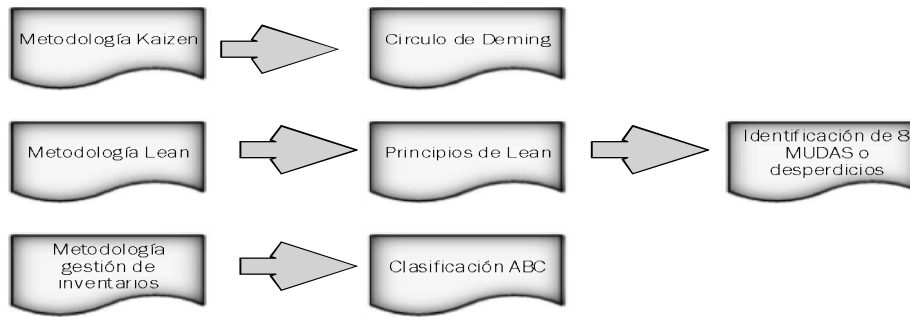 Metodología Kaizen
Circulo de Deming
Metodología Lean
Principios de Lean
Identificación de 8
MUDAS o
desperdicios
Metodología
gestión de
inventarios
Clasificación ABC